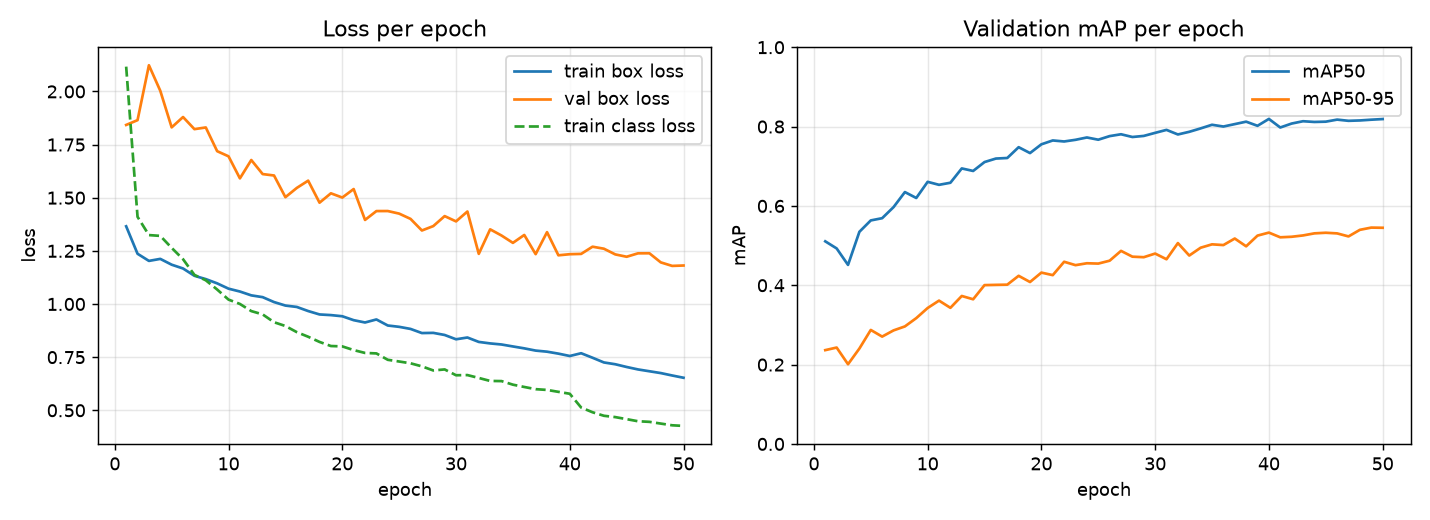 Loss per epoch
train box loss
val box loss
train class loss
2.00
1.75
1.50
1.25
1.00
0.75
0.50
loss
0
10
20
30
40
50
epoch
Validation mAP per epoch
mAP50
mAP50-95
1.0
0.8
0.6
0.4
0.2
0.0
mAP
0
10
20
30
40
50
epoch